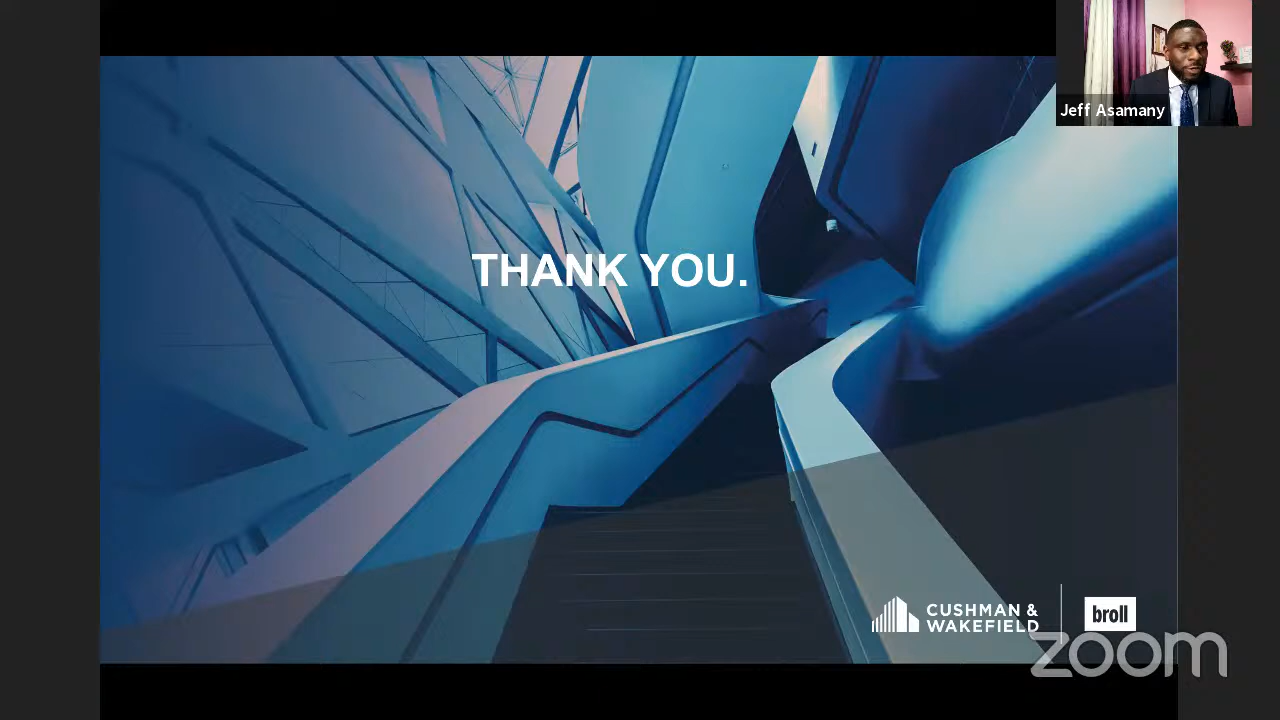 Jeff Asamany
THANK YOU.
CUSHMAN &
WAKEFIELD
broll
zoom